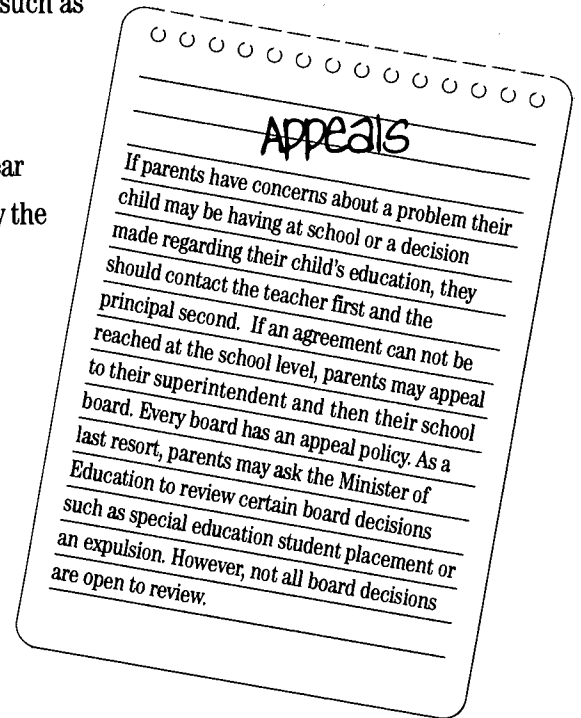 such as
ar
y the
Appeals
If parents have concerns about a problem their
child may be having at school or a decision
made regarding their child's education, they
should contact the teacher first and the
principal second. If an agreement can not be
reached at the school level, parents may appeal
to their superintendent and then their school
board. Every board has an appeal policy. As a
last resort, parents may ask the Minister of
Education to review certain board decisions
such as special education student placement or
an expulsion. However, not all board decisions
are open to review.